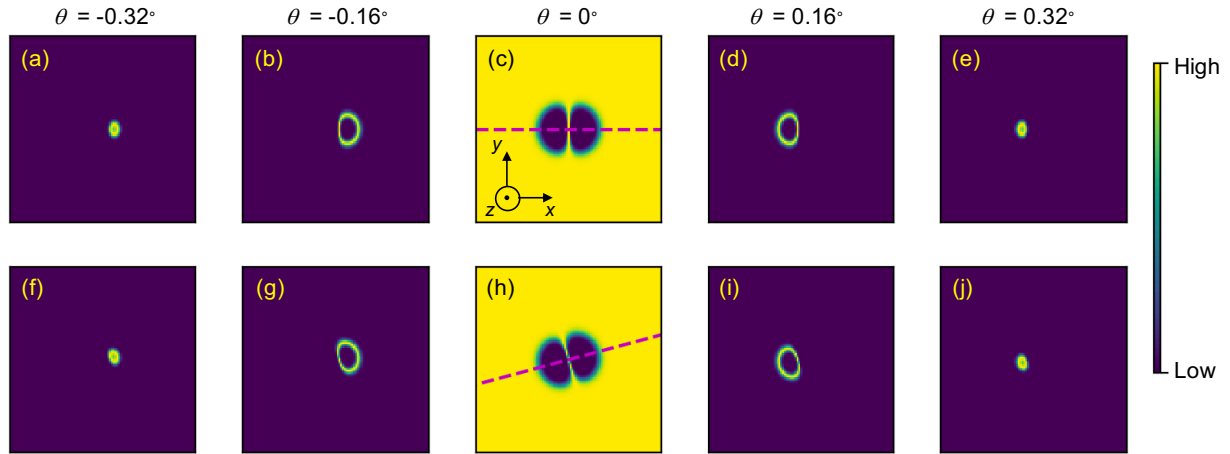 θ = -0.32° θ = -0.16° θ = 0° θ = 0.16° θ = 0.32°
(a) (b) (c) (d) (e)
High
y
z x
(f) (g) (h) (i) (j)
Low